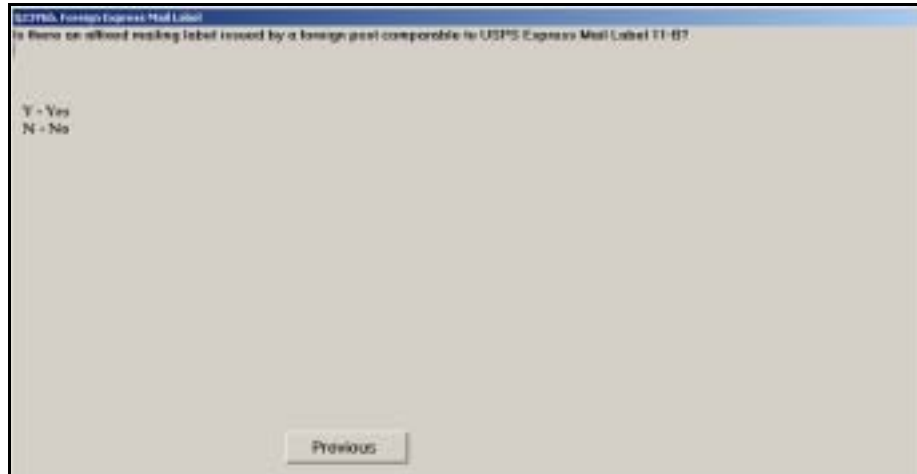 Foreign Express Mail Label
Is there an affixed mailing label issued by a foreign post comparable to USPS Express Mail Label 11-B?
Y - Yes
N - No
Previous